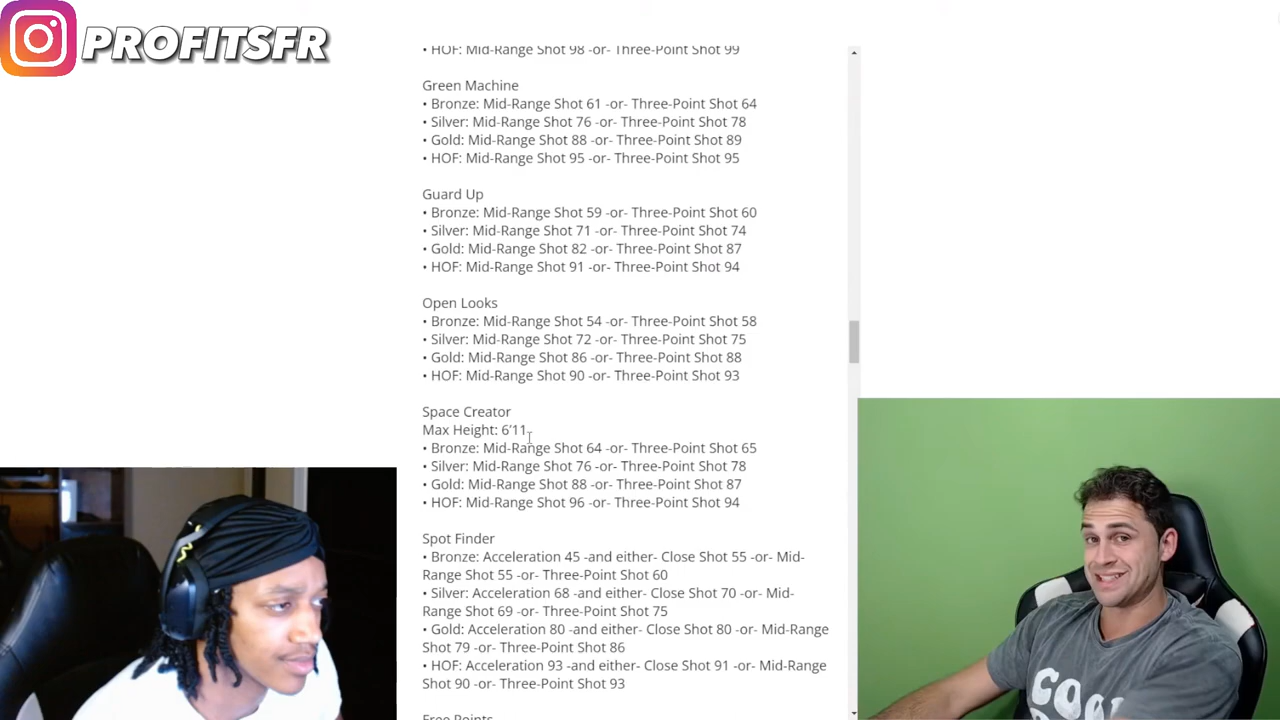 PROFITSFR
• HOF: Mid-Range Shot 98 -or- Three-Point Shot 99
Green Machine
• Bronze: Mid-Range Shot 61 -or- Three-Point Shot 64
• Silver: Mid-Range Shot 76 -or- Three-Point Shot 78
• Gold: Mid-Range Shot 88 -or- Three-Point Shot 89
• HOF: Mid-Range Shot 95 -or- Three-Point Shot 95
Guard Up
• Bronze: Mid-Range Shot 59 -or- Three-Point Shot 60
• Silver: Mid-Range Shot 71 -or- Three-Point Shot 74
• Gold: Mid-Range Shot 82 -or- Three-Point Shot 87
• HOF: Mid-Range Shot 91 -or- Three-Point Shot 94
Open Looks
• Bronze: Mid-Range Shot 54 -or- Three-Point Shot 58
• Silver: Mid-Range Shot 72 -or- Three-Point Shot 75
• Gold: Mid-Range Shot 86 -or- Three-Point Shot 88
• HOF: Mid-Range Shot 90 -or- Three-Point Shot 93
Space Creator
Max Height: 6'11
• Bronze: Mid-Range Shot 64 -or- Three-Point Shot 65
• Silver: Mid-Range Shot 76 -or- Three-Point Shot 78
• Gold: Mid-Range Shot 88 -or- Three-Point Shot 87
• HOF: Mid-Range Shot 96 -or- Three-Point Shot 94
Spot Finder
• Bronze: Acceleration 45 -and either- Close Shot 55 -or- Mid-
Range Shot 55 -or- Three-Point Shot 60
• Silver: Acceleration 68 -and either- Close Shot 70 -or- Mid-
Range Shot 69 -or- Three-Point Shot 75
• Gold: Acceleration 80 -and either- Close Shot 80 -or- Mid-Range
Shot 79 -or- Three-Point Shot 86
• HOF: Acceleration 93 -and either- Close Shot 91 -or- Mid-Range
Shot 90 -or- Three-Point Shot 93
Free Points
COOL